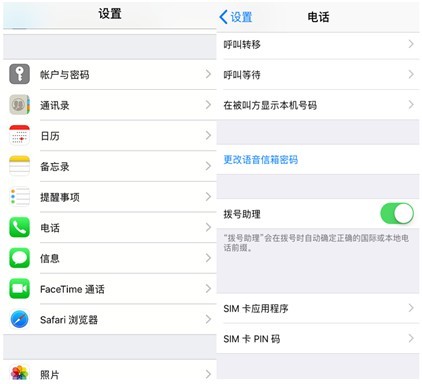 设置
帐户与密码
通讯录
日历
备忘录
提醒事项
电话
信息
FaceTime 通话
Safari 浏览器
照片
设置
电话
呼叫转移
呼叫等待
在被叫方显示本机号码
更改语音信箱密码
拨号助理
“拨号助理”会在拨号时自动确定正确的国际或本地电
话前缀。
SIM 卡应用程序
SIM 卡 PIN 码